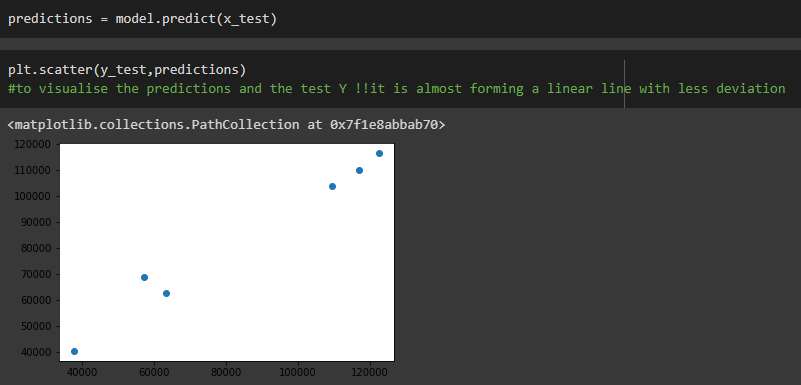 predictions = model.predict(x_test)
plt.scatter(y_test,predictions)
#to visualise the predictions and the test Y !!it is almost forming a linear line with less deviation
<matplotlib.collections.PathCollection at 0x7f1e8abbab70>
120000
110000
100000
90000
80000
70000
60000
50000
40000
40000 60000 80000 100000 120000